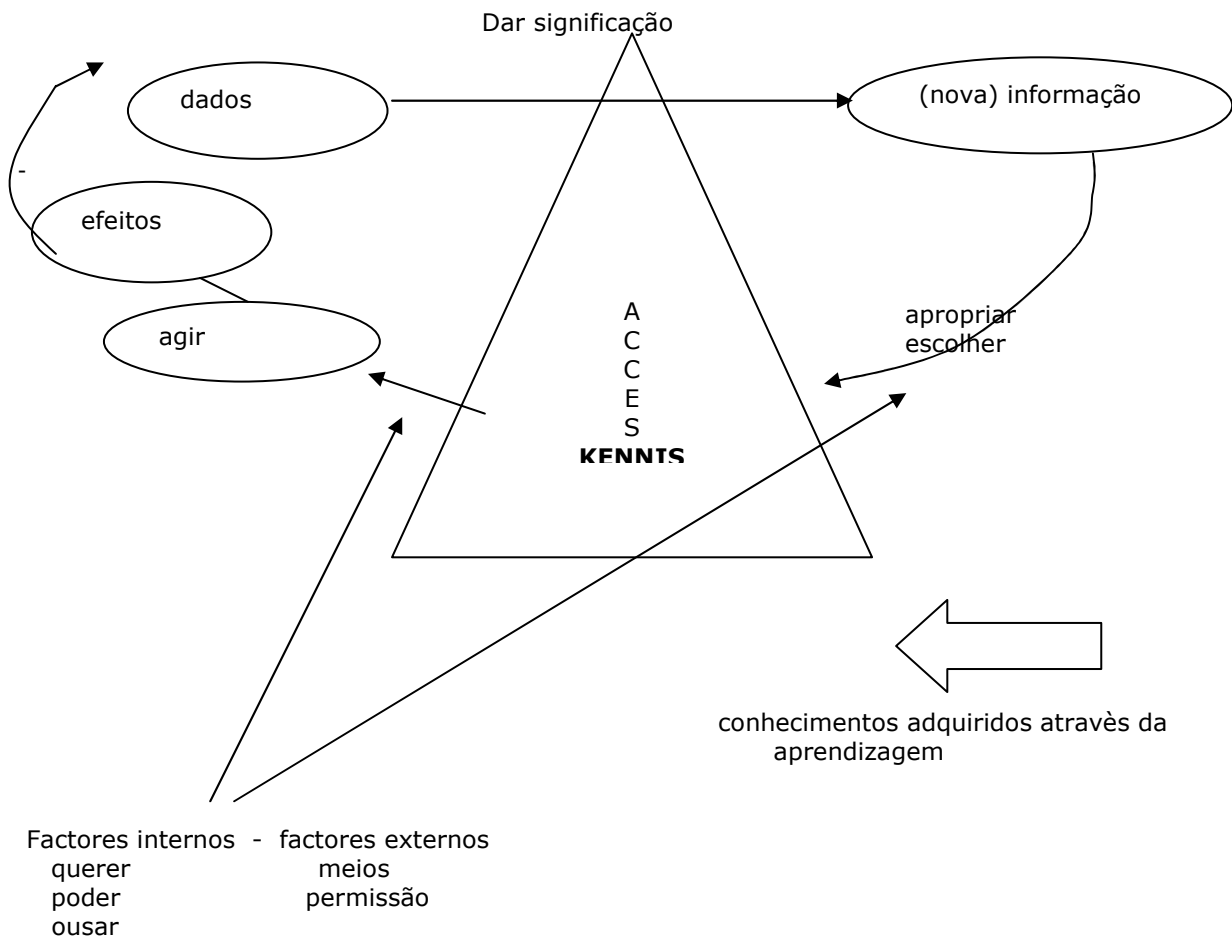 Dar significação
dados
(nova) informação
-
efeitos
agir
apropriar
escolher
A
C
C
E
S
KENNIS
conhecimentos adquiridos atravès da
aprendizagem
Factores internos - factores externos
querer meios
poder permissão
ousar